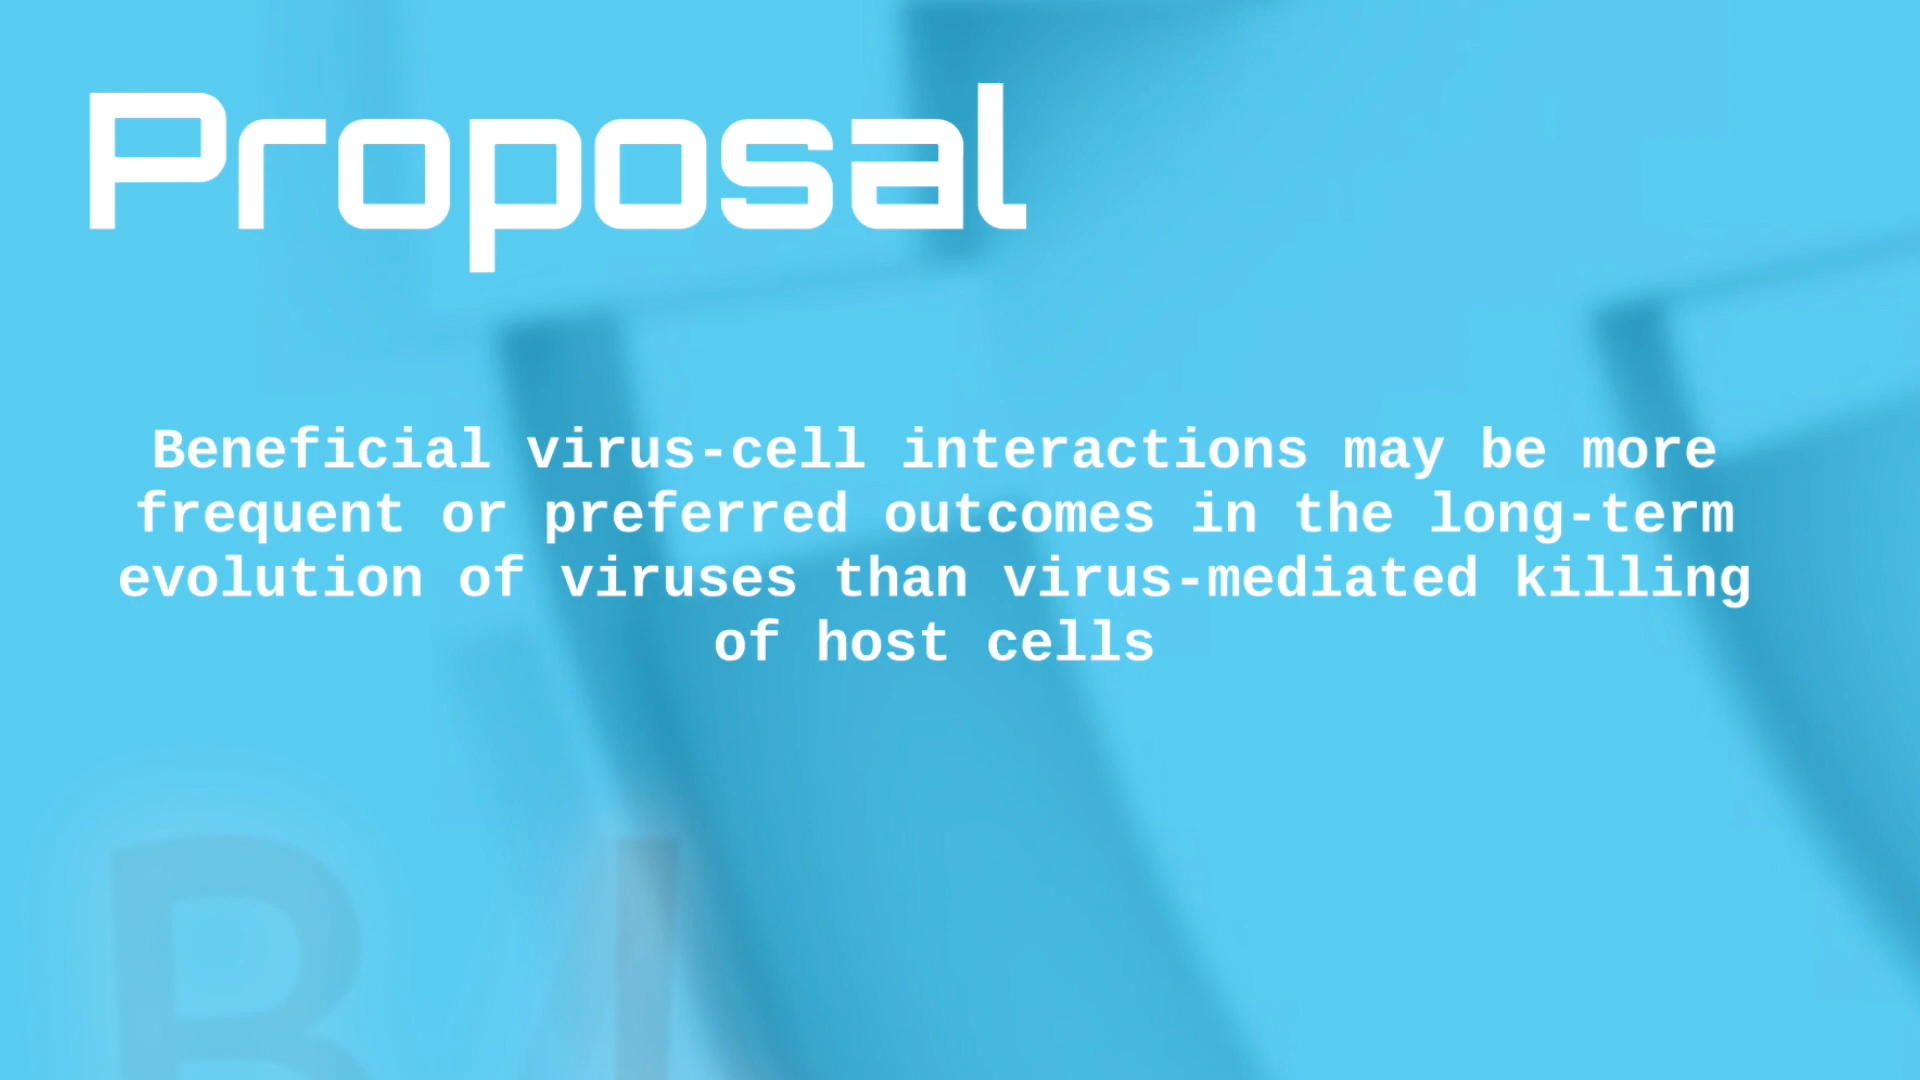 Proposal
Beneficial virus-cell interactions may be more
frequent or preferred outcomes in the long-term
evolution of viruses than virus-mediated killing
of host cells